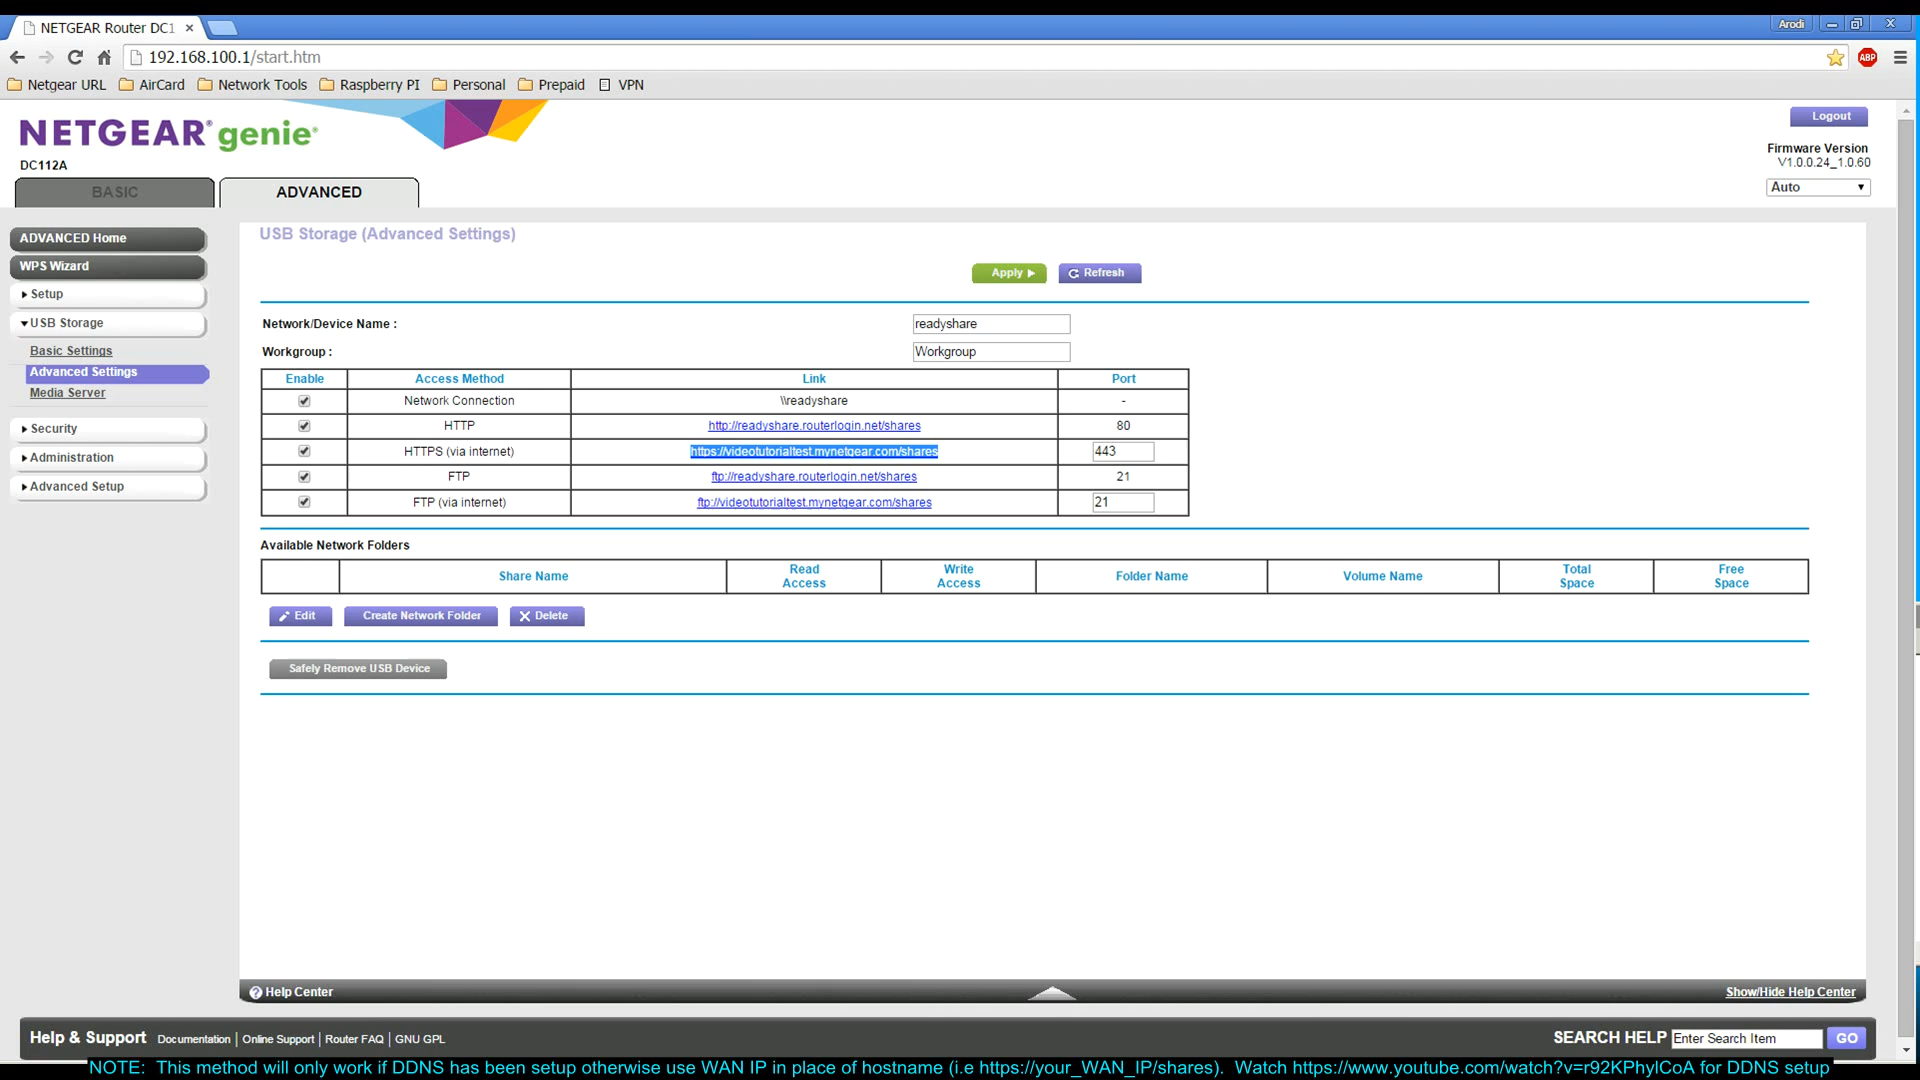 NETGEAR Router DC1
Arodi
192.168.100.1/start.htm
ABP
Netgear URL AirCard Network Tools Raspberry PI Personal Prepaid VPN
NETGEAR® genie®
Logout
Firmware Version
V1.0.0.24_1.0.60
DC112A
Auto
BASIC ADVANCED
ADVANCED Home
WPS Wizard
Setup
USB Storage
Basic Settings
Advanced Settings
Media Server
Security
Administration
Advanced Setup
USB Storage (Advanced Settings)
Apply Refresh
Network/Device Name : readyshare
Workgroup : Workgroup
Enable Access Method Link Port
Network Connection \\readyshare -
HTTP http://readyshare.routerlogin.net/shares 80
HTTPS (via internet) https://videotutorialtest.mynetgear.com/shares 443
FTP ftp://readyshare.routerlogin.net/shares 21
FTP (via internet) ftp://videotutorialtest.mynetgear.com/shares 21
Available Network Folders
Share Name Read Access Write Access Folder Name Volume Name Total Space Free Space
Edit Create Network Folder Delete
Safely Remove USB Device
? Help Center Show/Hide Help Center
Help & Support Documentation | Online Support | Router FAQ | GNU GPL SEARCH HELP Enter Search Item GO
NOTE: This method will only work if DDNS has been setup otherwise use WAN IP in place of hostname (i.e https://your_WAN_IP/shares). Watch https://www.youtube.com/watch?v=r92KPhylCoA for DDNS setup